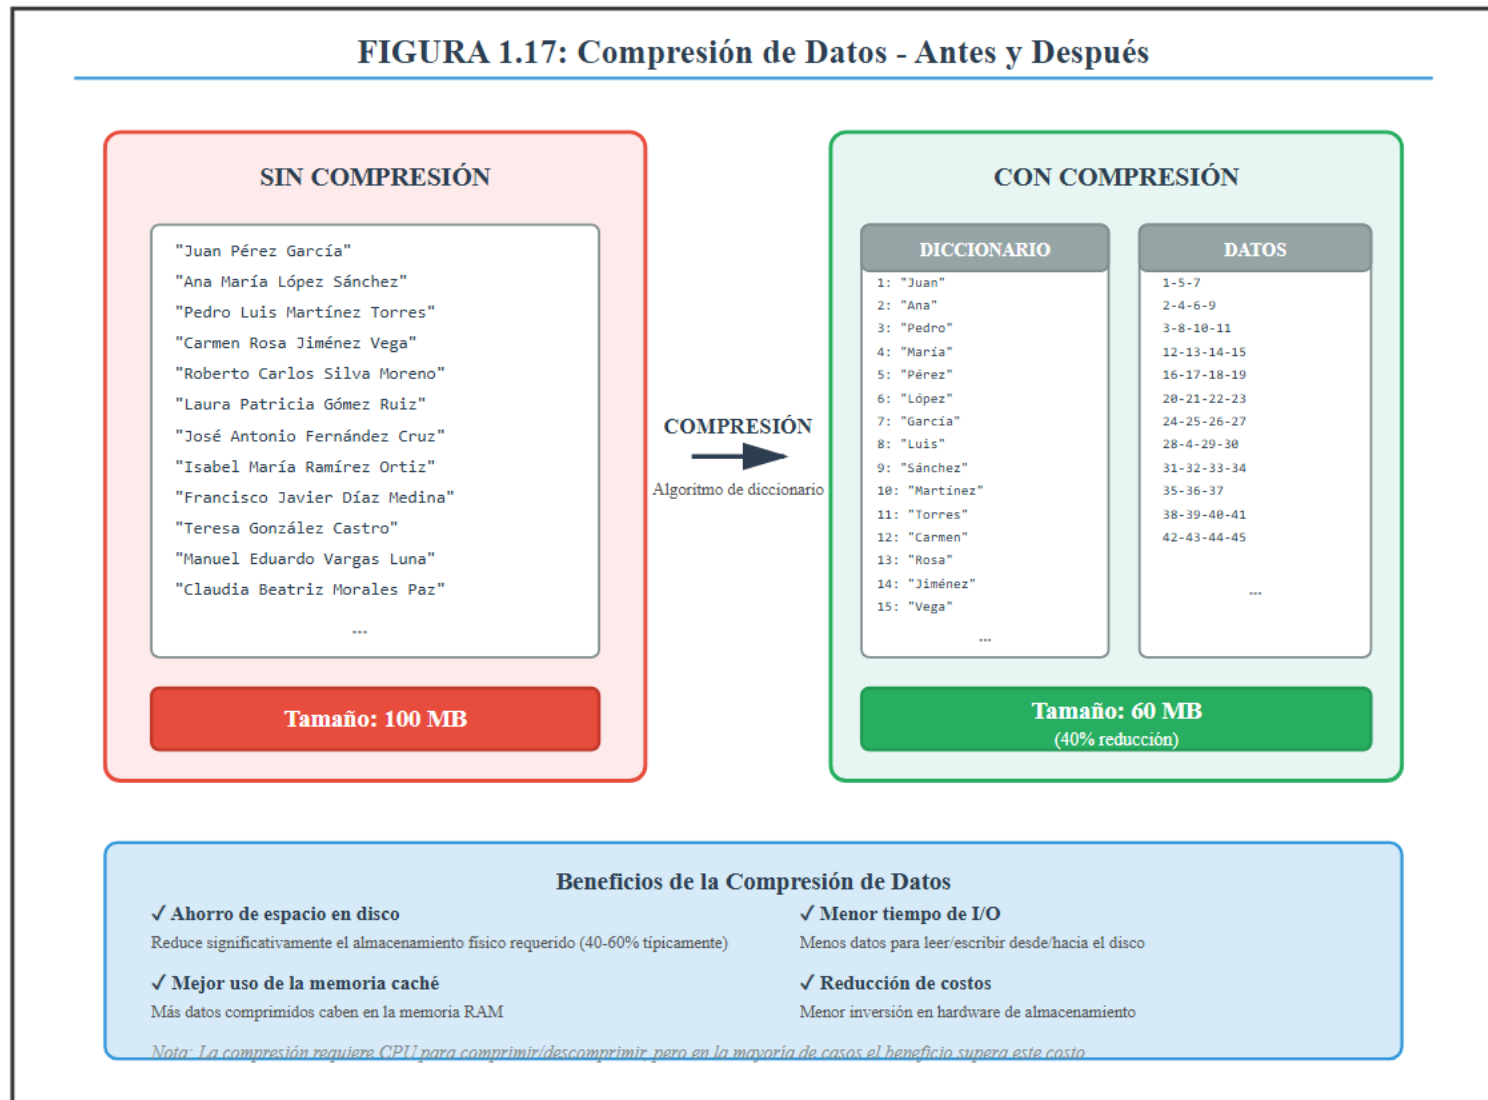 FIGURA 1.17: Compresión de Datos - Antes y Después
SIN COMPRESIÓN
"Juan Pérez García"
"Ana María López Sánchez"
"Pedro Luis Martínez Torres"
"Carmen Rosa Jiménez Vega"
"Roberto Carlos Silva Moreno"
"Laura Patricia Gómez Ruiz"
"José Antonio Fernández Cruz"
"Isabel María Ramírez Ortiz"
"Francisco Javier Díaz Medina"
"Teresa González Castro"
"Manuel Eduardo Vargas Luna"
"Claudia Beatriz Morales Paz"
...
Tamaño: 100 MB
COMPRESIÓN
Algoritmo de diccionario
CON COMPRESIÓN
DICCIONARIO
1: "Juan"
2: "Ana"
3: "Pedro"
4: "María"
5: "Pérez"
6: "López"
7: "García"
8: "Luis"
9: "Sánchez"
10: "Martínez"
11: "Torres"
12: "Carmen"
13: "Rosa"
14: "Jiménez"
15: "Vega"
...
DATOS
1-5-7
2-4-6-9
3-8-10-11
12-13-14-15
16-17-18-19
20-21-22-23
24-25-26-27
28-4-29-30
31-32-33-34
35-36-37
38-39-40-41
42-43-44-45
...
Tamaño: 60 MB
(40% reducción)
Beneficios de la Compresión de Datos
✓ Ahorro de espacio en disco
Reduce significativamente el almacenamiento físico requerido (40-60% típicamente)
✓ Menor tiempo de I/O
Menos datos para leer/escribir desde/hacia el disco
✓ Mejor uso de la memoria caché
Más datos comprimidos caben en la memoria RAM
✓ Reducción de costos
Menor inversión en hardware de almacenamiento
Nota: La compresión requiere CPU para comprimir/descomprimir, pero en la mayoría de casos el beneficio supera este costo